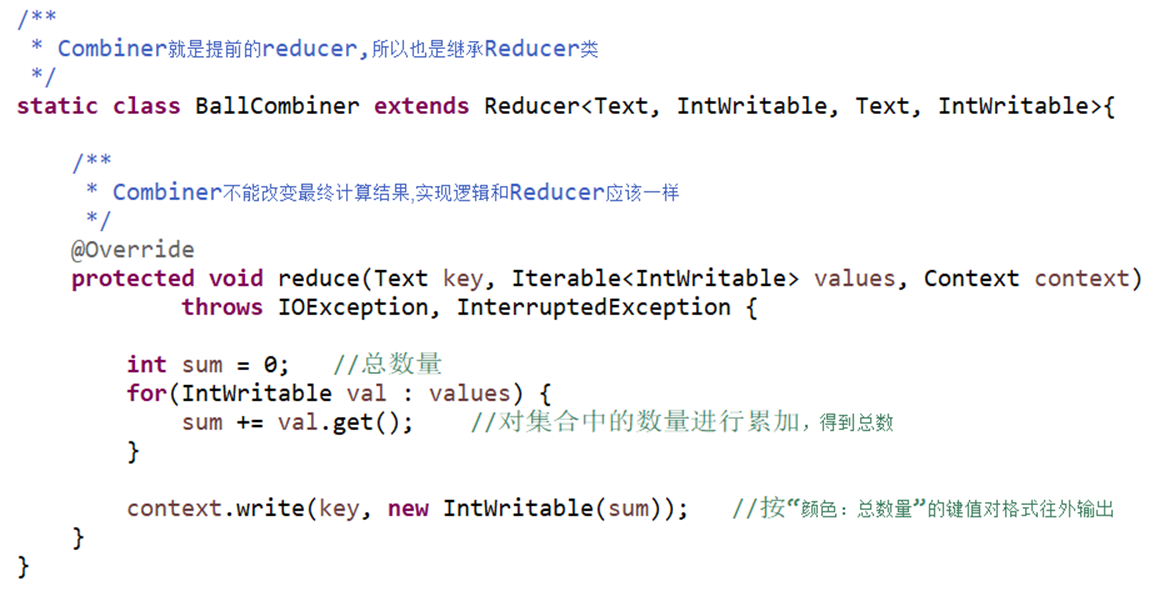 /**
 * Combiner就是提前的reducer,所以也是继承Reducer类
 */
static class BallCombiner extends Reducer<Text, IntWritable, Text, IntWritable>{
    /**
     * Combiner不能改变最终计算结果,实现逻辑和Reducer应该一样
     */
    @Override
    protected void reduce(Text key, Iterable<IntWritable> values, Context context)
            throws IOException, InterruptedException {
        int sum = 0;   //总数量
        for(IntWritable val : values) {
            sum += val.get();    //对集合中的数量进行累加，得到总数
        }
        context.write(key, new IntWritable(sum));   //按“颜色：总数量”的键值对格式往外输出
    }
}